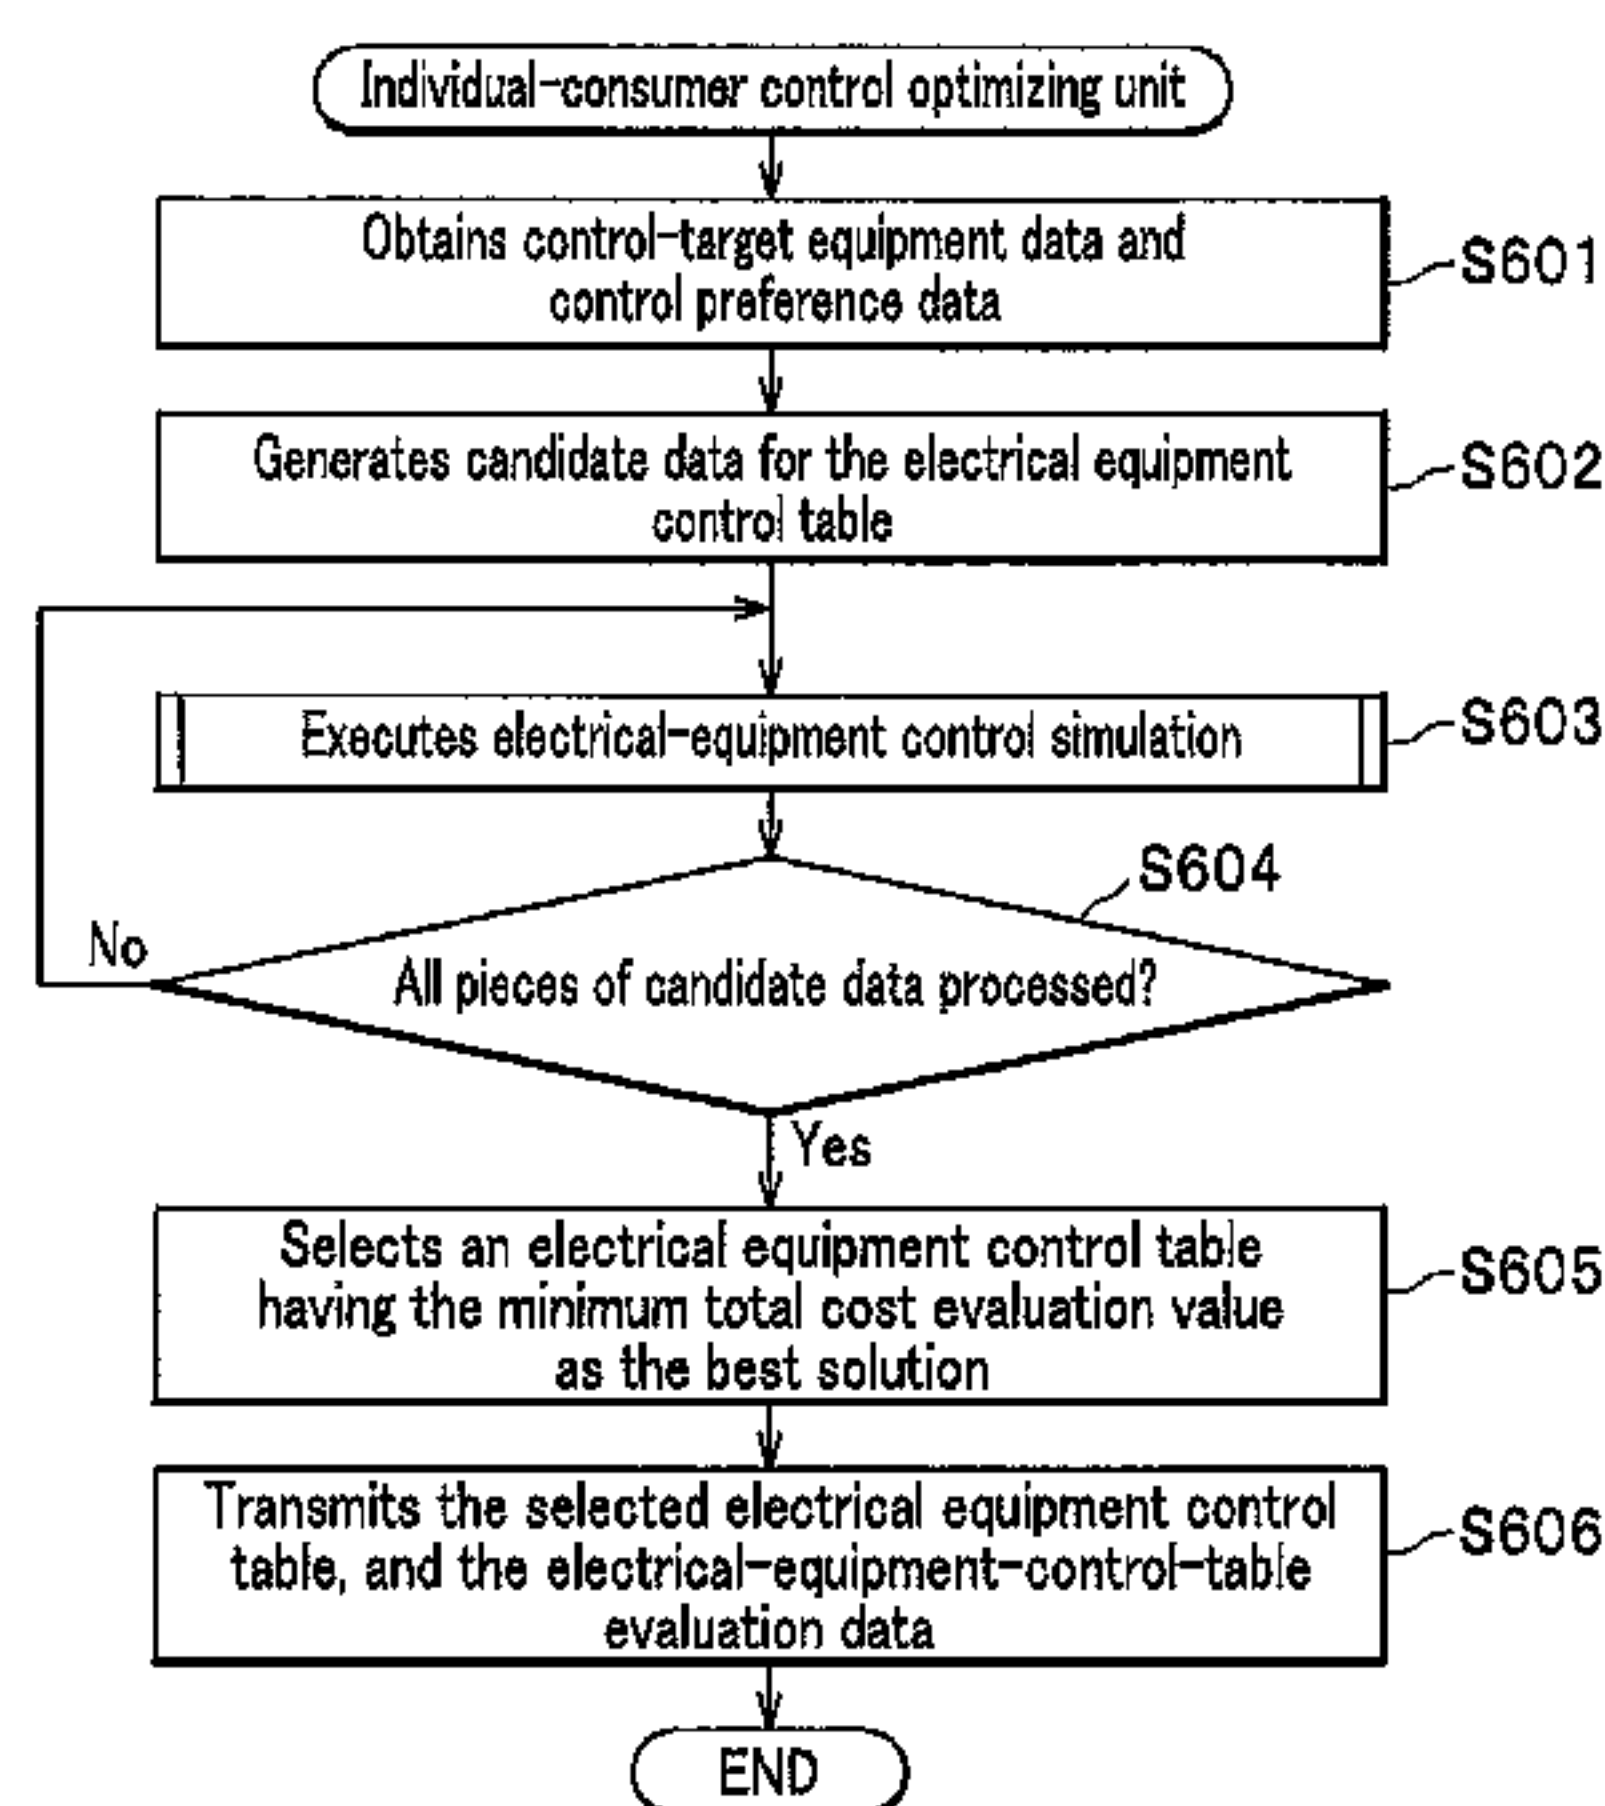 Individual-consumer control optimizing unit
Obtains control-target equipment data and
control preference data
S601
Generates candidate data for the electrical equipment
control table
S602
Executes electrical-equipment control simulation
S603
S604
No
All pieces of candidate data processed?
Yes
Selects an electrical equipment control table
having the minimum total cost evaluation value
as the best solution
S605
Transmits the selected electrical equipment control
table, and the electrical-equipment-control-table
evaluation data
S606
END